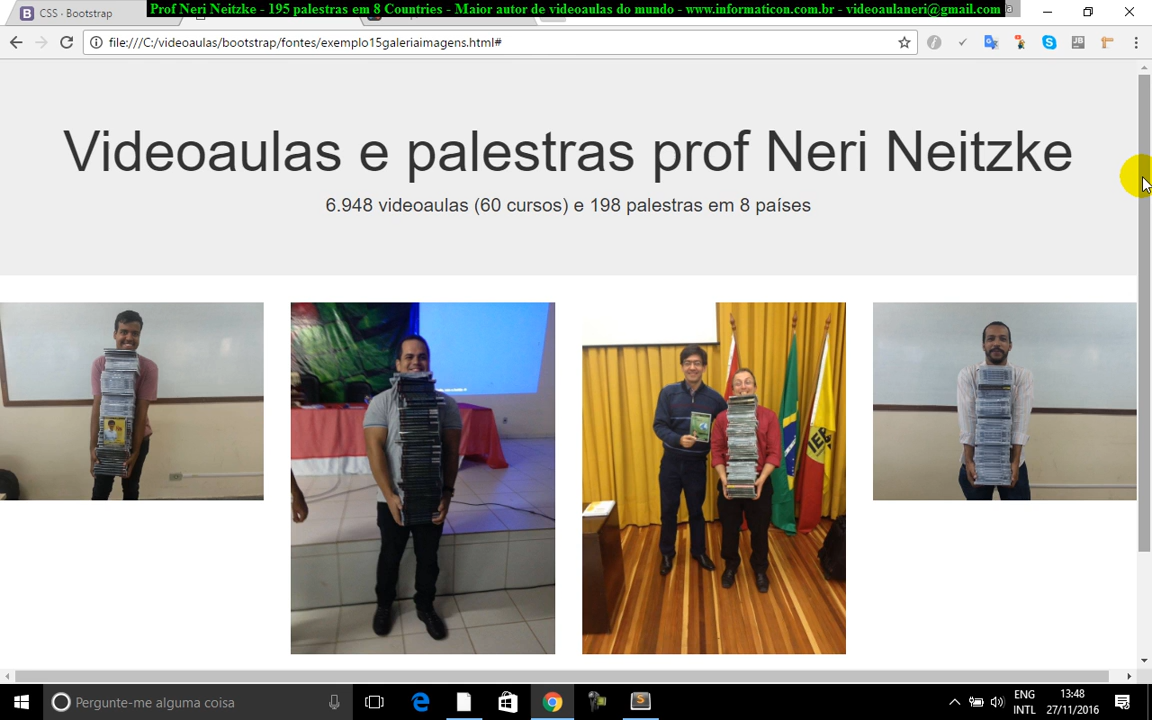 CSS · Bootstrap
Prof Neri Neitzke - 195 palestras em 8 Countries - Maior autor de videoaulas do mundo - www.informaticon.com.br - videoaulaneri@gmail.com
file:///C:/videoaulas/bootstrap/fontes/exemplo15galeriaimagens.html#
JB
Videoaulas e palestras prof Neri Neitzke
6.948 videoaulas (60 cursos) e 198 palestras em 8 países
Pergunte-me alguma coisa
ENG
INTL
13:48
27/11/2016